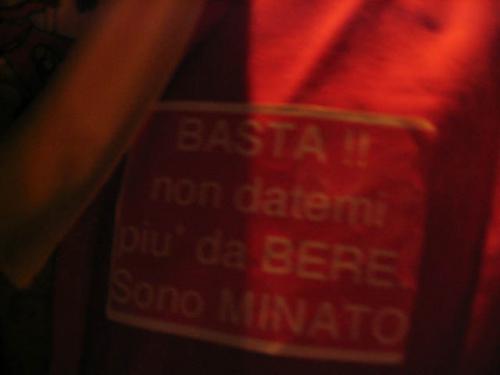 BASTA !!
non datemi
piu' da BERE.
Sono MINATO